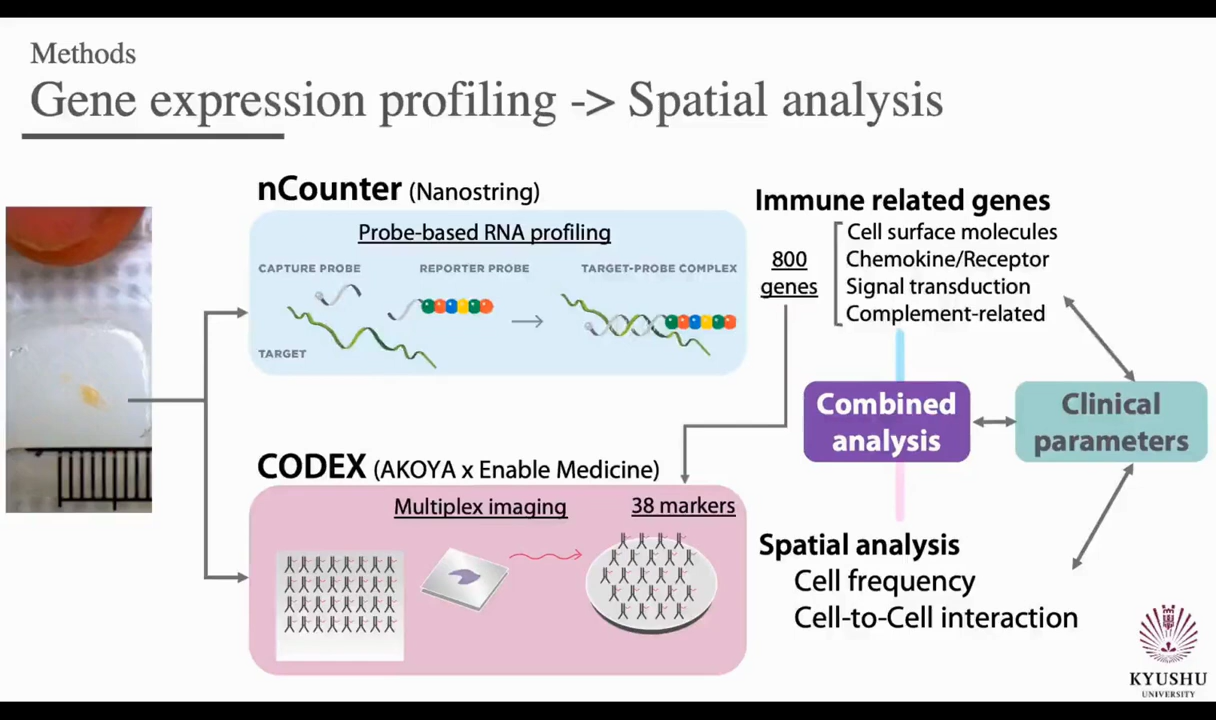 Methods
Gene expression profiling -> Spatial analysis
nCounter (Nanostring)
Probe-based RNA profiling
CAPTURE PROBE
REPORTER PROBE
TARGET-PROBE COMPLEX
TARGET
800
genes
Immune related genes
Cell surface molecules
Chemokine/Receptor
Signal transduction
Complement-related
Combined
analysis
Clinical
parameters
CODEX (AKOYA x Enable Medicine)
Multiplex imaging
38 markers
Spatial analysis
Cell frequency
Cell-to-Cell interaction
KYUSHU
UNIVERSITY